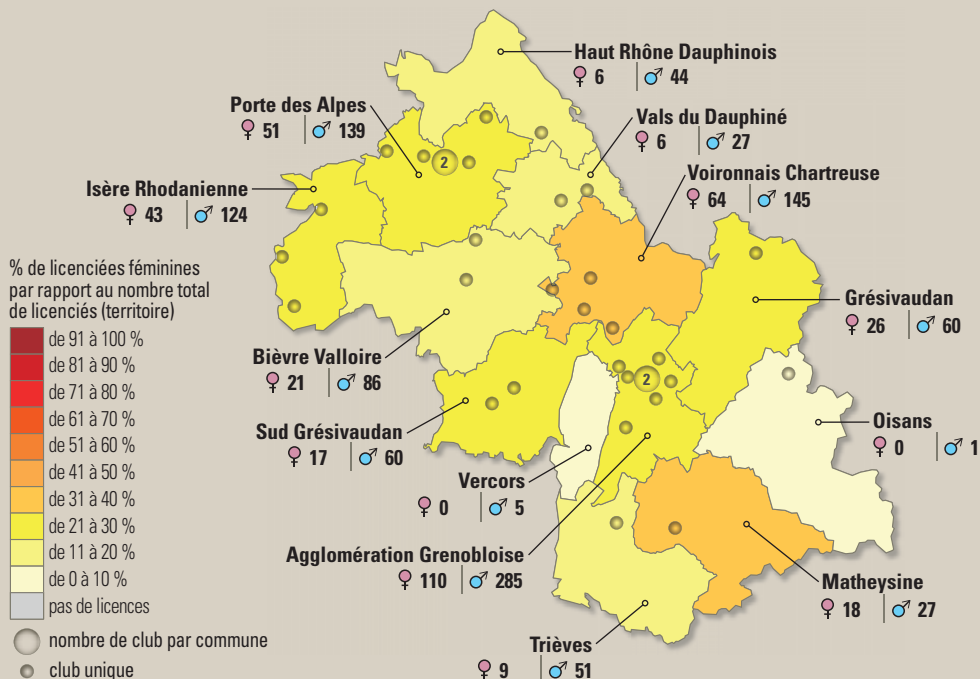 Haut Rhône Dauphinois
♀ 6 | ♂ 44
Porte des Alpes
♀ 51 | ♂ 139
Vals du Dauphiné
♀ 6 | ♂ 27
Isère Rhodanienne
♀ 43 | ♂ 124
Voironnais Chartreuse
♀ 64 | ♂ 145
2
% de licenciées féminines
par rapport au nombre total
de licenciés (territoire)
de 91 à 100 %
de 81 à 90 %
de 71 à 80 %
de 61 à 70 %
de 51 à 60 %
de 41 à 50 %
de 31 à 40 %
de 21 à 30 %
de 11 à 20 %
de 0 à 10 %
pas de licences
nombre de club par commune
club unique
Grésivaudan
♀ 26 | ♂ 60
Bièvre Valloire
♀ 21 | ♂ 86
2
Sud Grésivaudan
♀ 17 | ♂ 60
Oisans
♀ 0 | ♂ 1
Vercors
♀ 0 | ♂ 5
Agglomération Grenobloise
♀ 110 | ♂ 285
Matheysine
♀ 18 | ♂ 27
Trièves
♀ 9 | ♂ 51